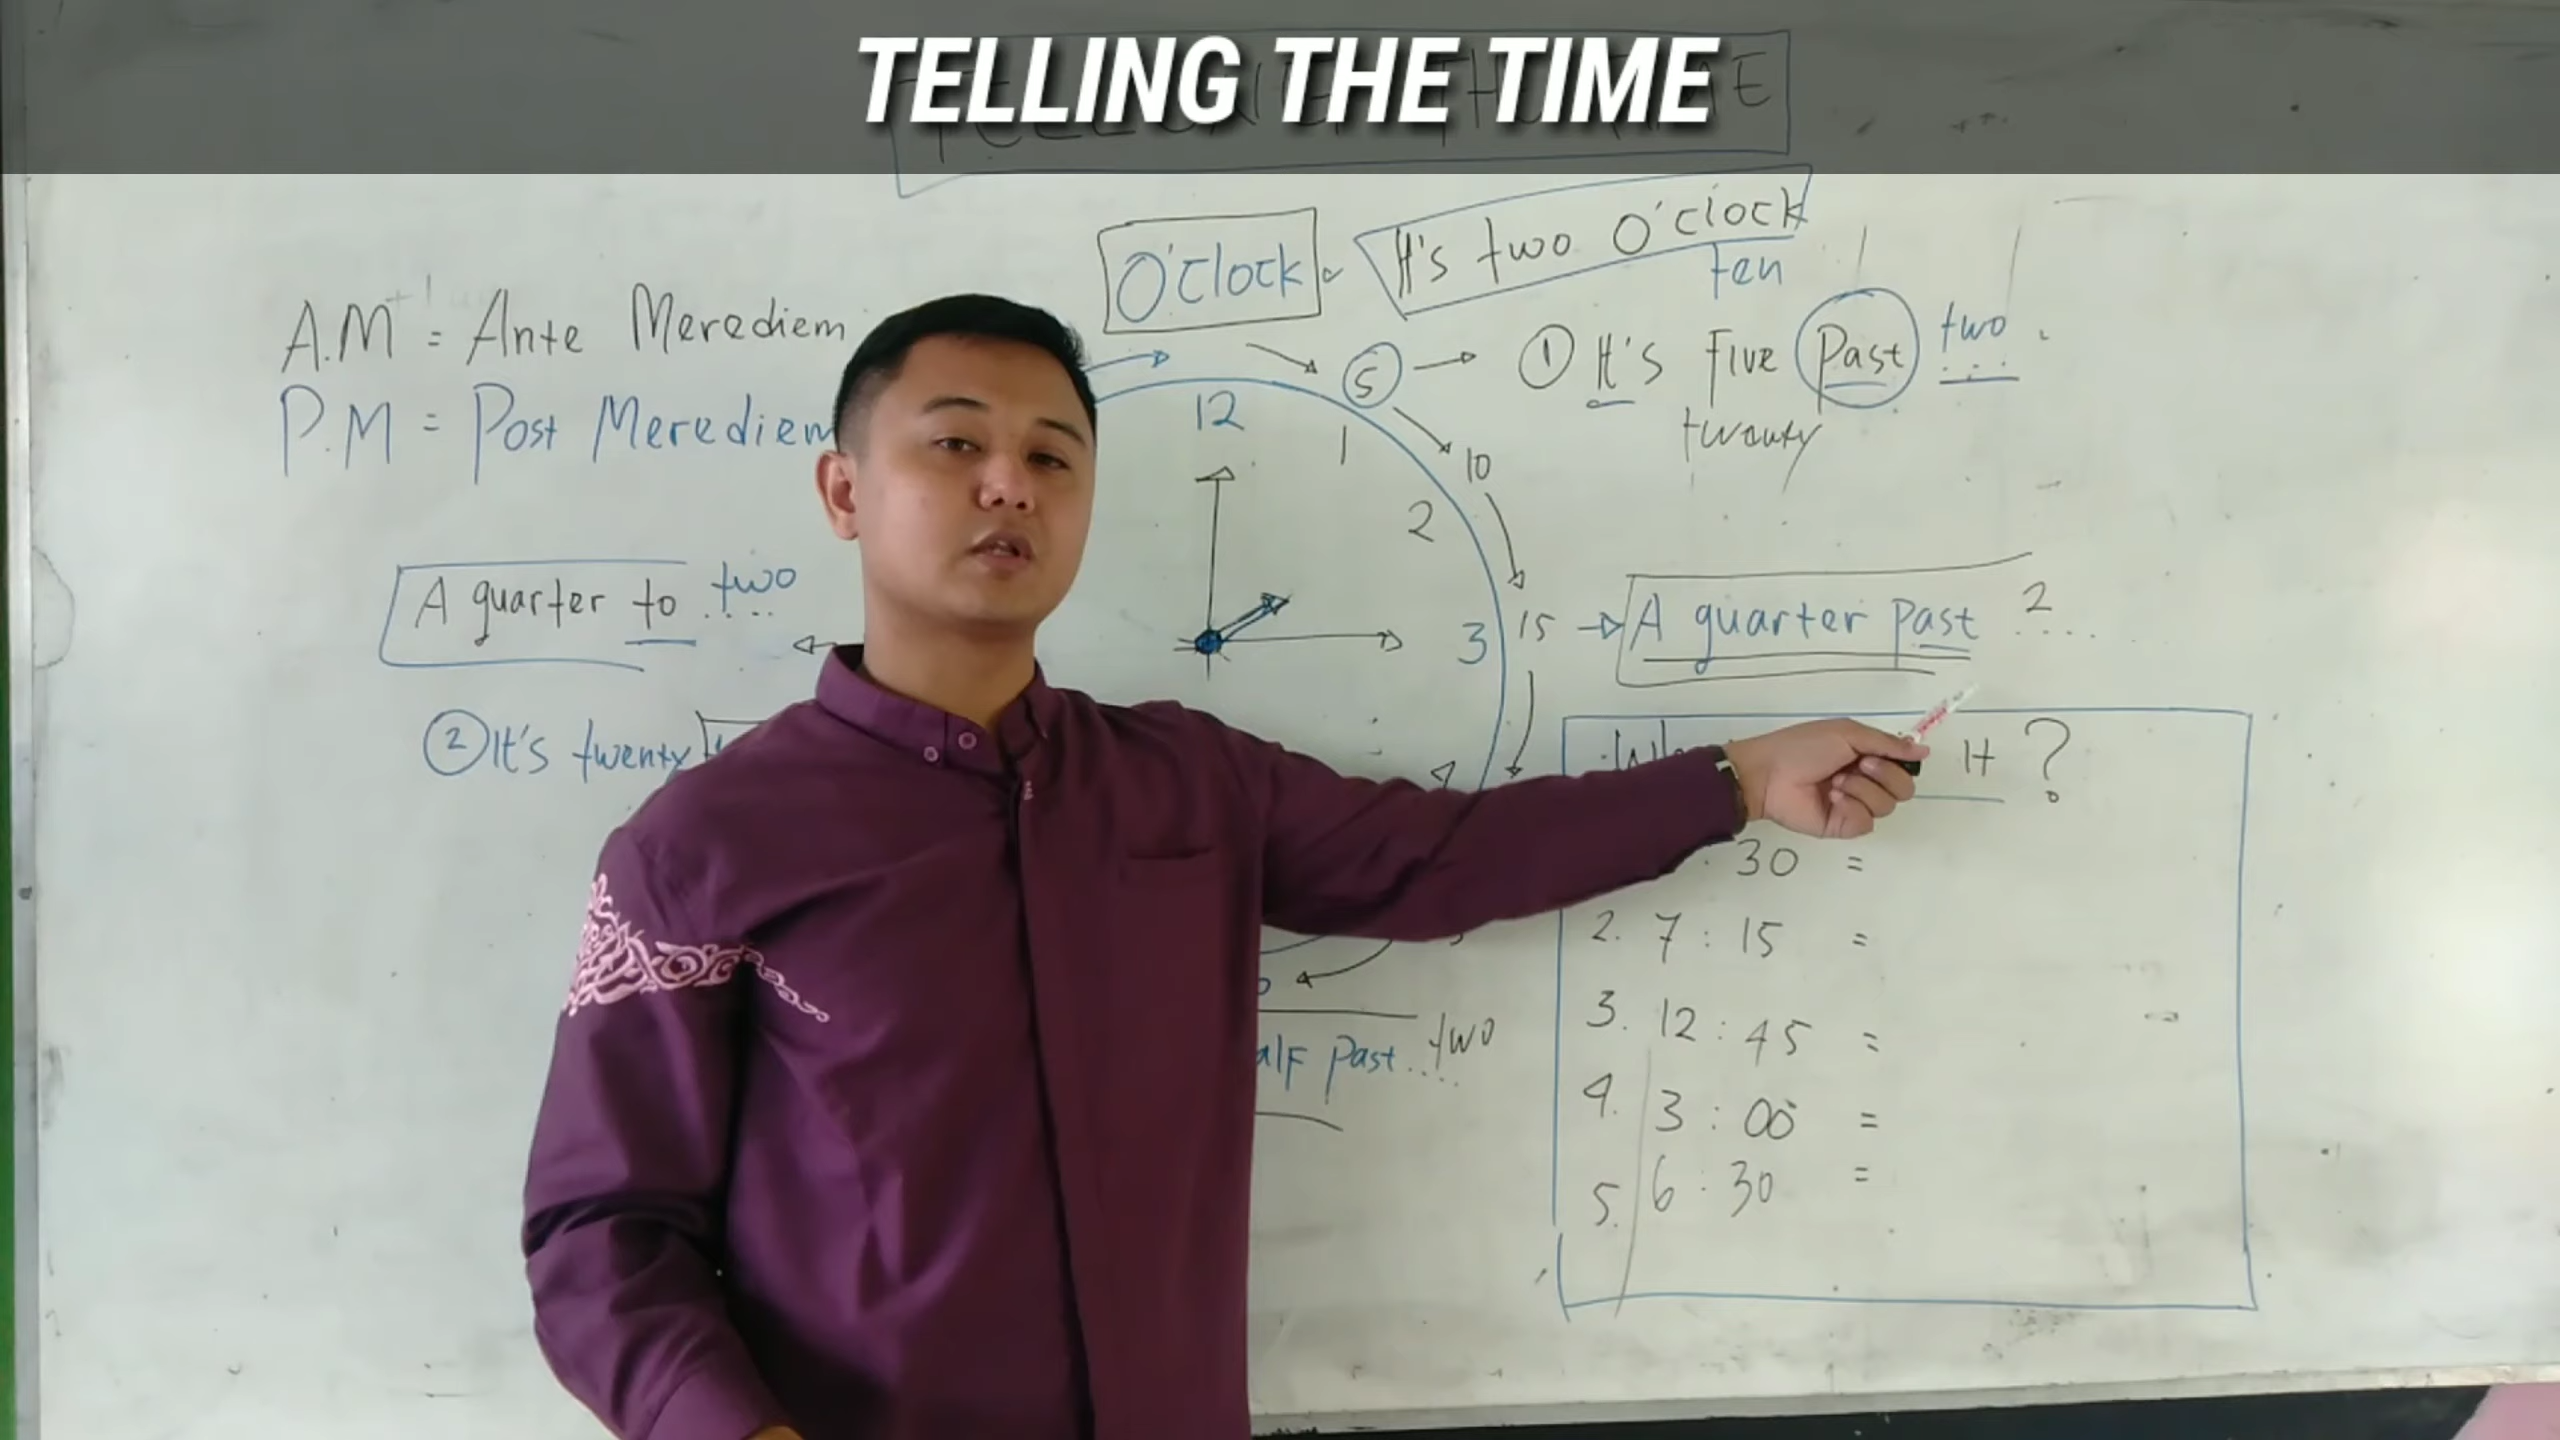 TELLING THE TIME
O'clock
It's two O'clock
ten
A.M = Ante Merediem
P.M = Post Merediem
① It's Five Past two
twenty
12
1
2
3
5
10
15
A quarter to two
A quarter past 2
② It's twenty
It ?
30 =
2. 7 : 15 =
3. 12 : 45 =
4. 3 : 00 =
5. 6 : 30 =
Past two